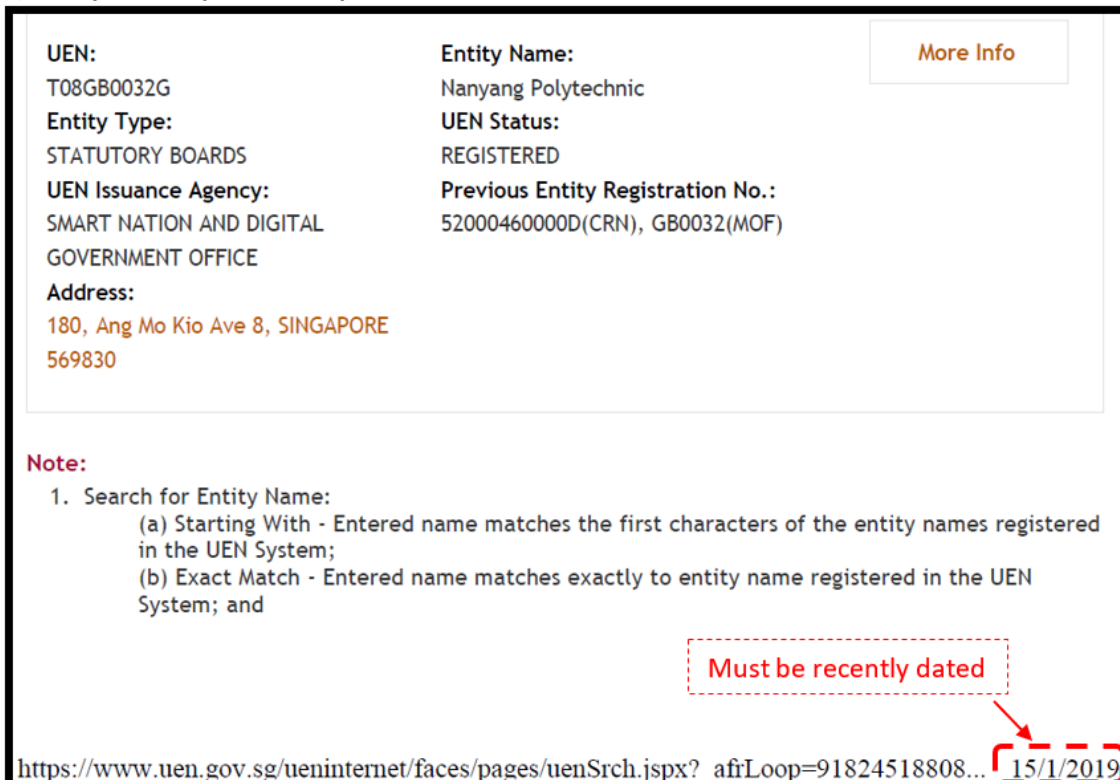 UEN:
T08GB0032G
Entity Type:
STATUTORY BOARDS
UEN Issuance Agency:
SMART NATION AND DIGITAL
GOVERNMENT OFFICE
Address:
180, Ang Mo Kio Ave 8, SINGAPORE
569830
Entity Name:
Nanyang Polytechnic
UEN Status:
REGISTERED
Previous Entity Registration No.:
52000460000D(CRN), GB0032(MOF)
More Info
Note:
1. Search for Entity Name:
(a) Starting With - Entered name matches the first characters of the entity names registered
in the UEN System;
(b) Exact Match - Entered name matches exactly to entity name registered in the UEN
System; and
Must be recently dated
https://www.uen.gov.sg/ueninternet/faces/pages/uenSrch.jspx?_afrLoop=91824518808... 15/1/2018